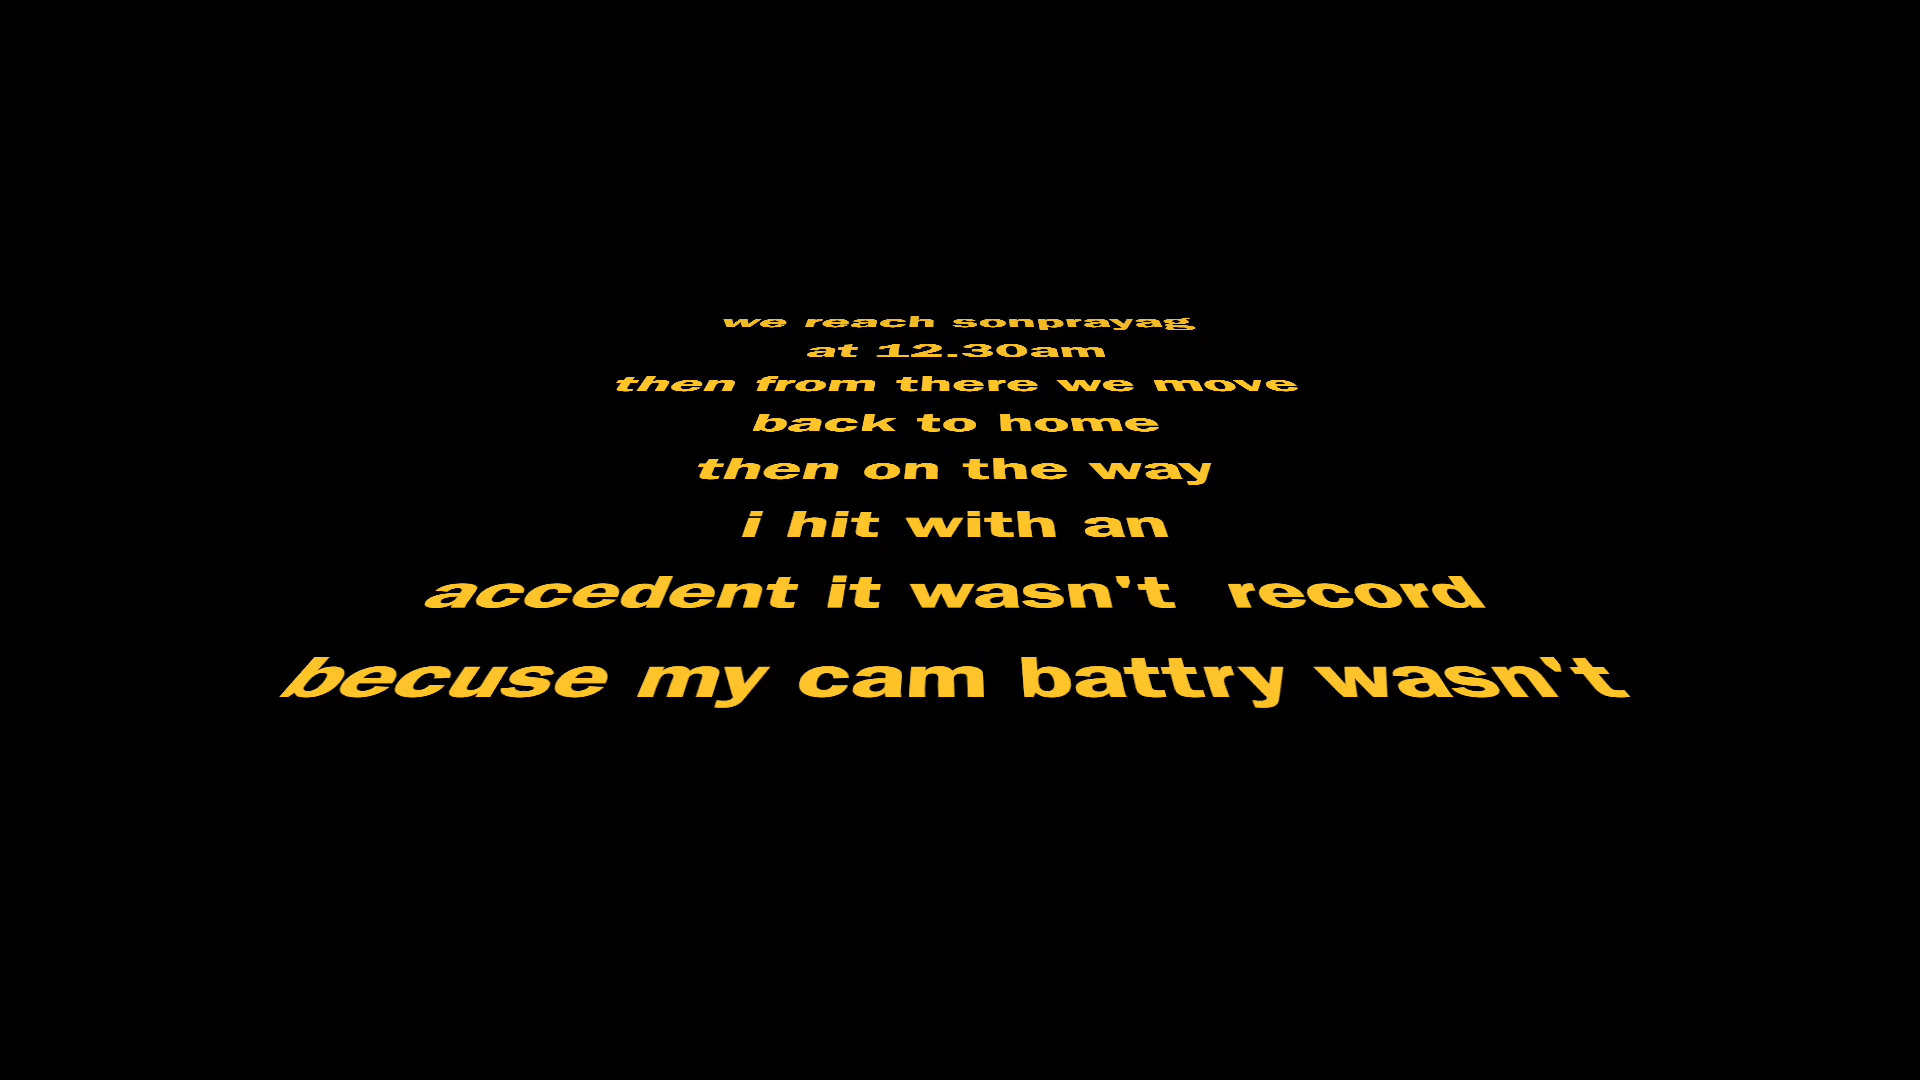 we reach sonprayag
at 12.30am
then from there we move
back to home
then on the way
i hit with an
accedent it wasn't record
becuse my cam battry wasn't